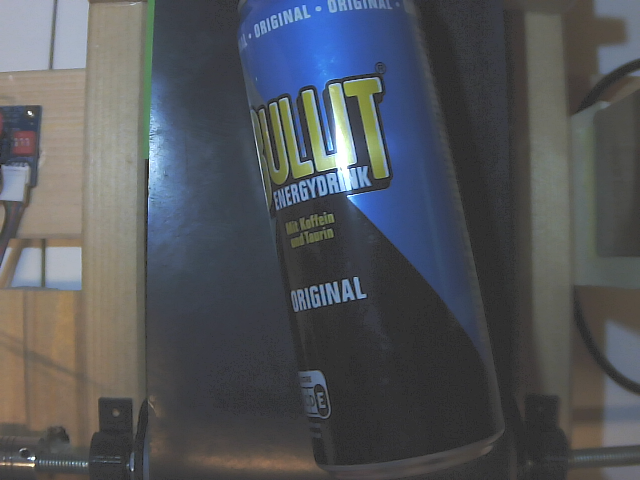 ORIGINAL • ORIGINAL •
BULLIT®
ENERGYDRINK
Mit Koffein
und Taurin
ORIGINAL